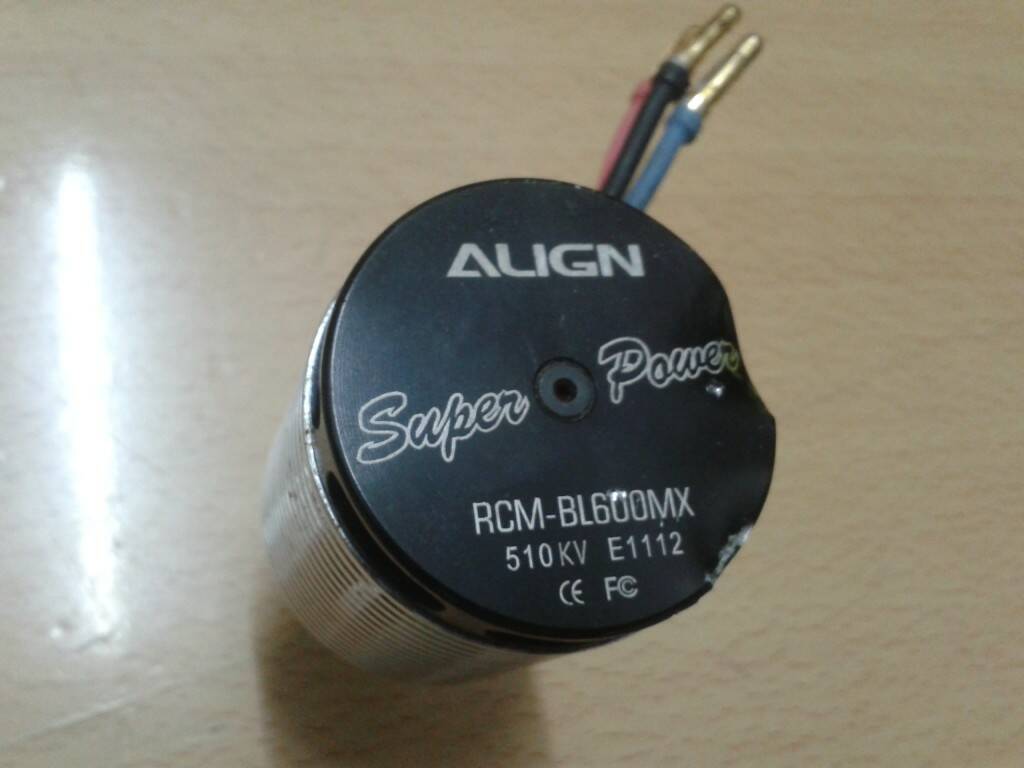 ALIGN
Super Power
RCM-BL600MX
510KV E1112
CE FC